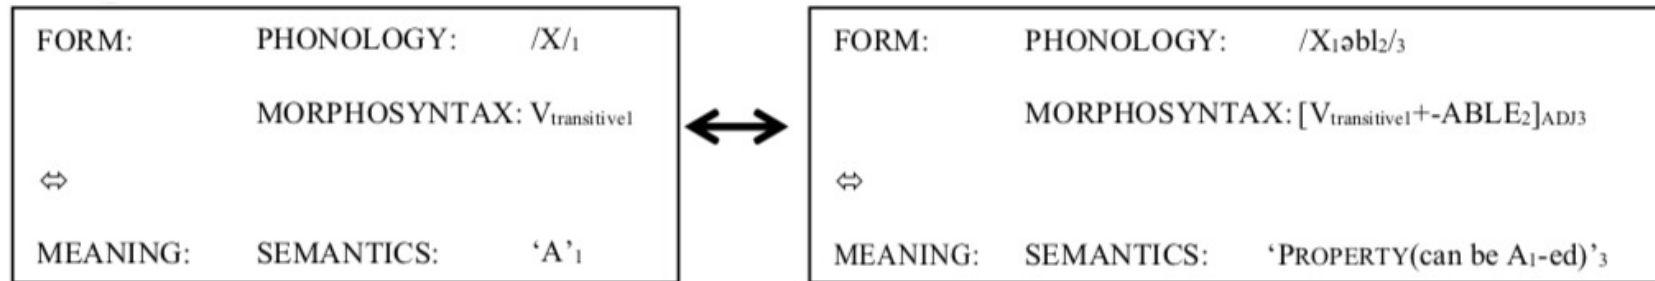 FORM: PHONOLOGY: /X/₁
MORPHOSYNTAX: Vtransitive1
⇔
MEANING: SEMANTICS: ‘A’₁
FORM: PHONOLOGY: /X₁əbl₂/₃
MORPHOSYNTAX: [Vtransitive1+-ABLE₂]ADJ3
⇔
MEANING: SEMANTICS: ‘PROPERTY(can be A₁-ed)’₃